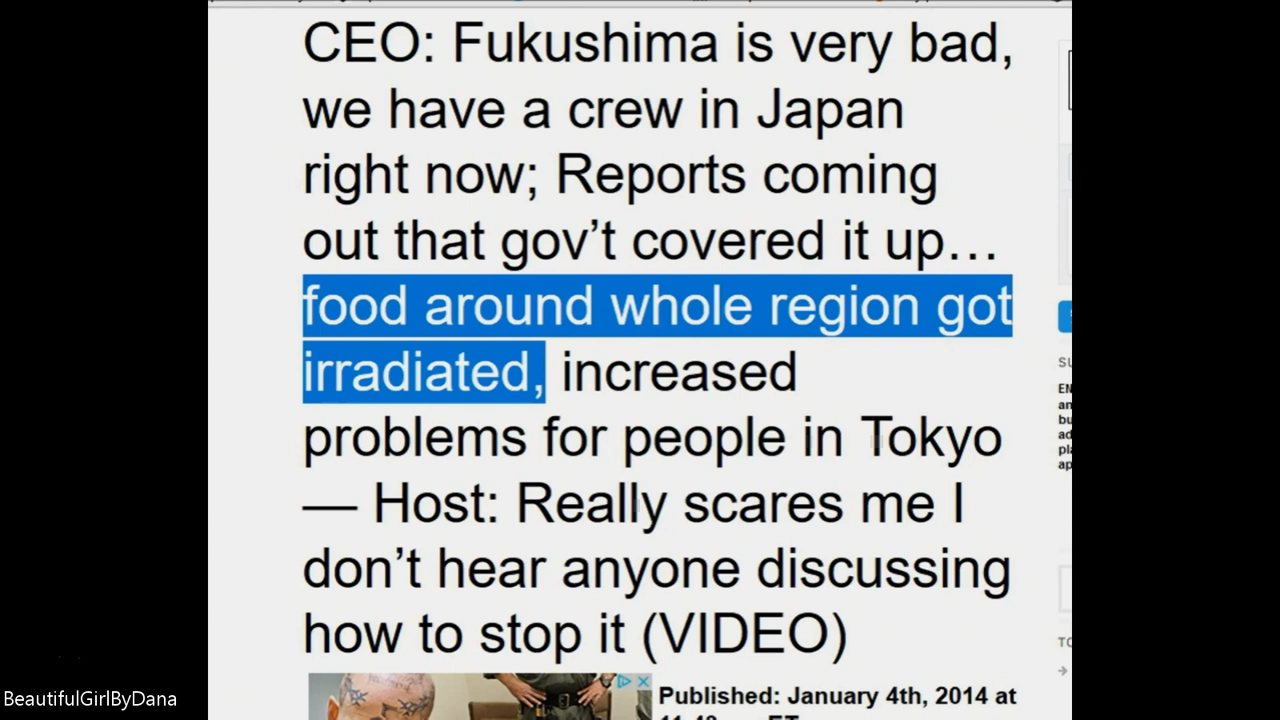 CEO: Fukushima is very bad,
we have a crew in Japan
right now; Reports coming
out that gov’t covered it up…
food around whole region got
irradiated, increased
problems for people in Tokyo
— Host: Really scares me I
don’t hear anyone discussing
how to stop it (VIDEO)
Published: January 4th, 2014 at
BeautifulGirlByDana